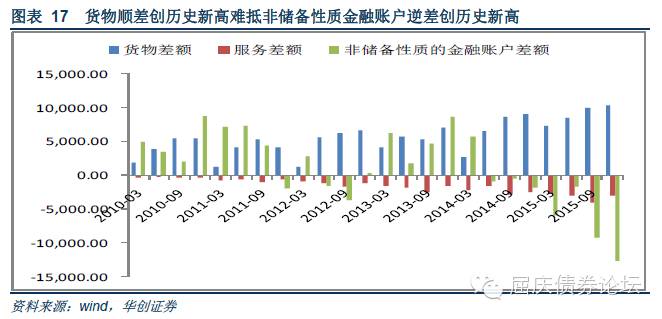 图表 17 货物顺差创历史新高难抵非储备性质金融账户逆差创历史新高
货物差额 服务差额 非储备性质的金融账户差额
15,000.00
10,000.00
5,000.00
0.00
-5,000.00
-10,000.00
-15,000.00
2010-03 2010-09 2011-03 2011-09 2012-03 2012-09 2013-03 2013-09 2014-03 2014-09 2015-03 2015-09
屈庆债券论坛
资料来源：wind，华创证券